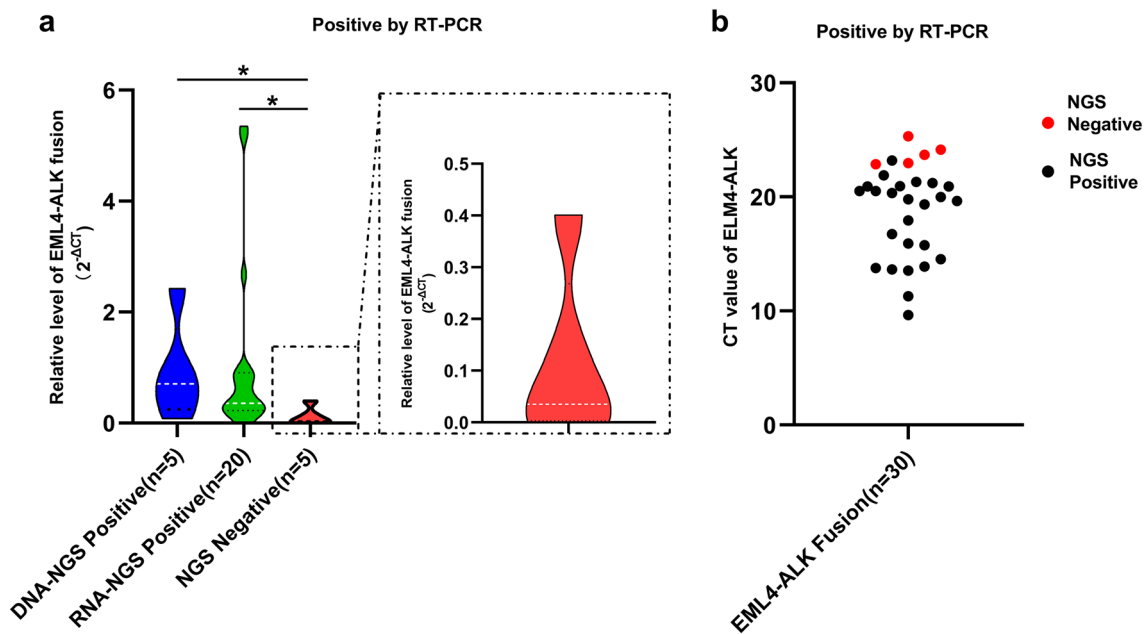 a
Positive by RT-PCR
*
*
Relative level of EML4-ALK fusion
(2-ΔCT)
6
4
2
0
DNA-NGS Positive(n=5)
RNA-NGS Positive(n=20)
NGS Negative(n=5)
Relative level of EML4-ALK fusion
(2-ΔCT)
0.5
0.4
0.3
0.2
0.1
0.0
b
Positive by RT-PCR
CT value of ELM4-ALK
30
20
10
0
EML4-ALK Fusion(n=30)
NGS
Negative
NGS
Positive